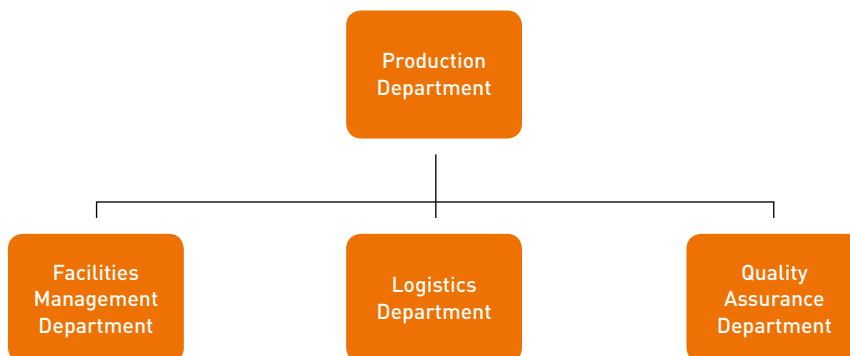 Production
Department
Facilities
Management
Department
Logistics
Department
Quality
Assurance
Department